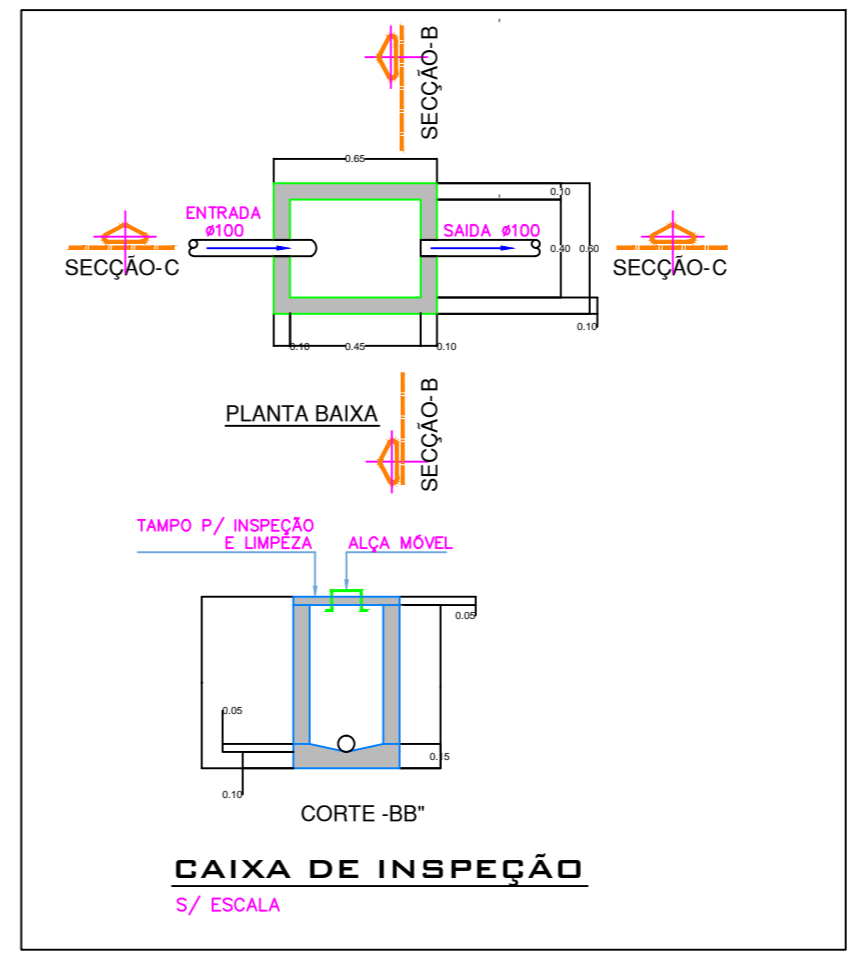 SECÇÃO-B
0.65
0.10
ENTRADA
ø100
SAIDA ø100
0.40
0.60
SECÇÃO-C
SECÇÃO-C
0.10
0.10
0.45
0.10
PLANTA BAIXA
SECÇÃO-B
TAMPO P/ INSPEÇÃO
E LIMPEZA
ALÇA MÓVEL
0.05
0.05
0.15
0.10
CORTE -BB"
CAIXA DE INSPEÇÃO
S/ ESCALA